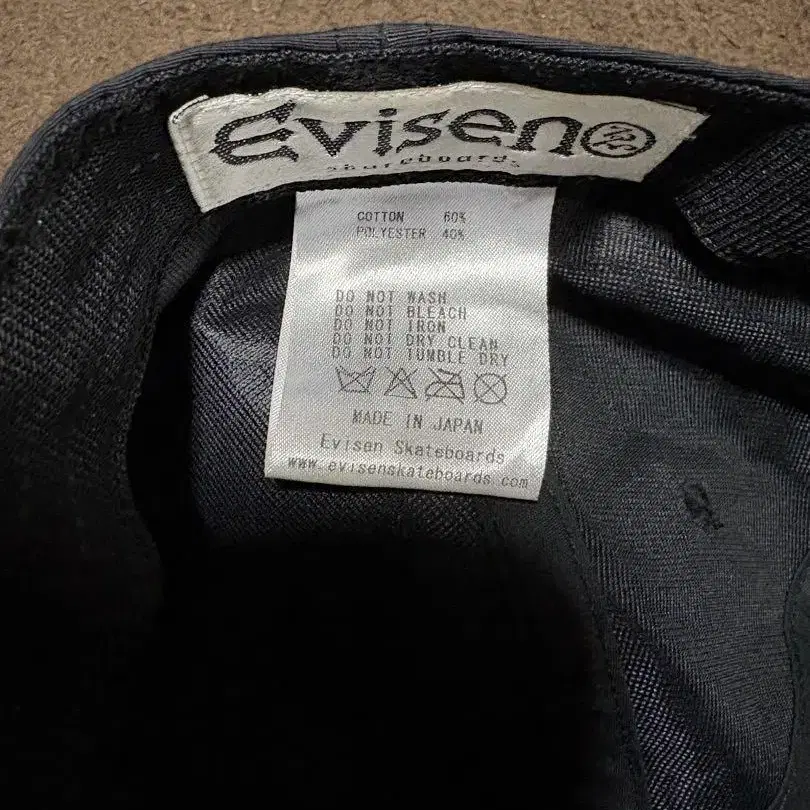 Evisen
skateboards
COTTON 60%
POLYESTER 40%
DO NOT WASH
DO NOT BLEACH
DO NOT IRON
DO NOT DRY CLEAN
DO NOT TUMBLE DRY
MADE IN JAPAN
Evisen Skateboards
www.evisenskateboards.com